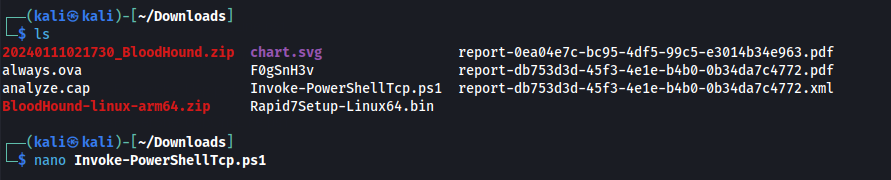 ┌──(kali㉿kali)-[~/Downloads]
└─$ ls
20240111021730_BloodHound.zip  chart.svg                report-0ea04e7c-bc95-4df5-99c5-e3014b34e963.pdf
always.ova                     F0gSnH3v                 report-db753d3d-45f3-4e1e-b4b0-0b34da7c4772.pdf
analyze.cap                    Invoke-PowerShellTcp.ps1  report-db753d3d-45f3-4e1e-b4b0-0b34da7c4772.xml
BloodHound-linux-arm64.zip     Rapid7Setup-Linux64.bin
┌──(kali㉿kali)-[~/Downloads]
└─$ nano Invoke-PowerShellTcp.ps1